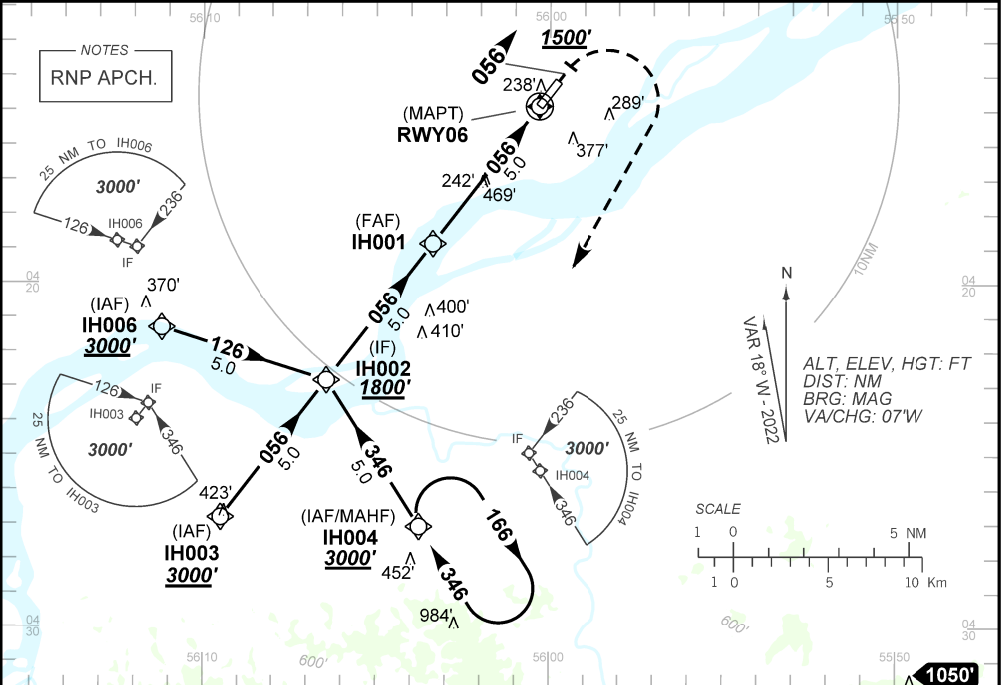 56 10
56 00
55 50
NOTES
RNP APCH.
1500'
056
238'
(MAPT)
RWY06
289'
377'
056
5.0
242'
469'
25 NM TO IH006
3000'
236
126
IH006
IF
(FAF)
IH001
10NM
04
20
04
20
370'
(IAF)
IH006
3000'
126
5.0
056
5.0
400'
410'
(IF)
IH002
1800'
N
VAR 18° W - 2022
ALT, ELEV, HGT: FT
DIST: NM
BRG: MAG
VA/CHG: 07'W
126
IF
IH003
346
3000'
25 NM TO IH003
056
5.0
346
5.0
236
IF
3000'
IH004
346
25 NM TO IH004
423'
(IAF)
IH003
3000'
(IAF/MAHF)
IH004
3000'
166
346
452'
984'
SCALE
1 0 5 NM
1 0 5 10 Km
04
30
04
30
600'
600'
56 10
56 00
55 50
1050'